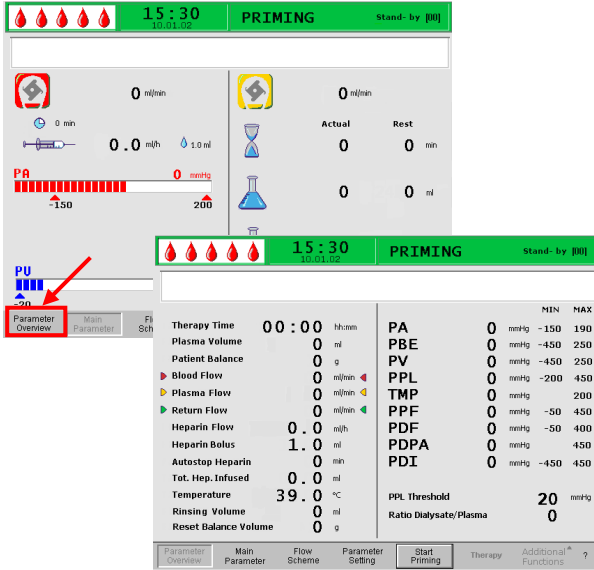 15:30
10.01.02
PRIMING
Stand- by [00]
0 ml/min
0 ml/min
0 min
Actual Rest
0.0 ml/h 1.0 ml
0 0 min
PA 0 mmHg
-150 200
0 0 ml
PV
-20
Parameter Overview
Main Parameter
15:30
10.01.02
PRIMING
Stand- by [00]
MIN MAX
Therapy Time 00:00 hh:mm
Plasma Volume 0 ml
Patient Balance 0 g
Blood Flow 0 ml/min
Plasma Flow 0 ml/min
Return Flow 0 ml/min
Heparin Flow 0.0 ml/h
Heparin Bolus 1.0 ml
Autostop Heparin 0 min
Tot. Hep. Infused 0.0 ml
Temperature 39.0 °C
Rinsing Volume 0 ml
Reset Balance Volume 0 g
PA 0 mmHg -150 190
PBE 0 mmHg -450 250
PV 0 mmHg -450 250
PPL 0 mmHg -200 450
TMP 0 mmHg 200
PPF 0 mmHg -50 450
PDF 0 mmHg -50 400
PDPA 0 mmHg 450
PDI 0 mmHg -450 450
PPL Threshold 20 mmHg
Ratio Dialysate/Plasma 0
Parameter Overview
Main Parameter
Flow Scheme
Parameter Setting
Start Priming
Therapy
Additional Functions
?